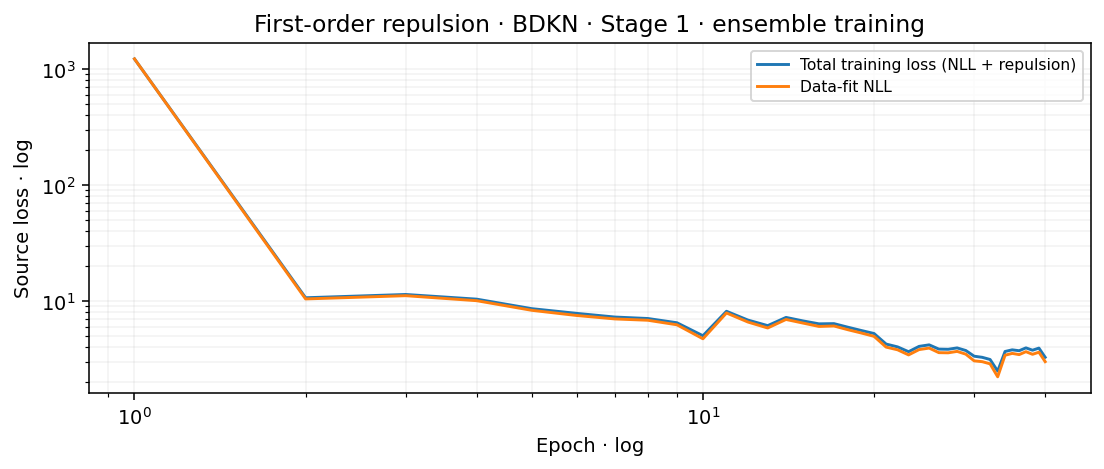 First-order repulsion · BDKN · Stage 1 · ensemble training
Total training loss (NLL + repulsion)
Data-fit NLL
Source loss · log
10³
10²
10¹
10⁰
10¹
Epoch · log